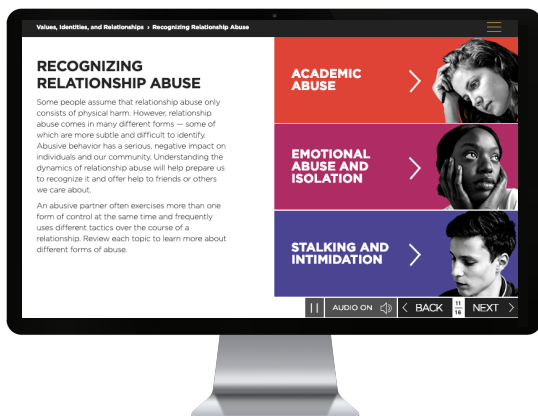 Values, Identities, and Relationships › Recognizing Relationship Abuse
RECOGNIZING
RELATIONSHIP ABUSE
Some people assume that relationship abuse only
consists of physical harm. However, relationship
abuse comes in many different forms — some of
which are more subtle and difficult to identify.
Abusive behavior has a serious, negative impact on
individuals and our community. Understanding the
dynamics of relationship abuse will help prepare us
to recognize it and offer help to friends or others
we care about.
An abusive partner often exercises more than one
form of control at the same time and frequently
uses different tactics over the course of a
relationship. Review each topic to learn more about
different forms of abuse.
ACADEMIC
ABUSE
EMOTIONAL
ABUSE AND
ISOLATION
STALKING AND
INTIMIDATION
AUDIO ON
BACK
11
16
NEXT